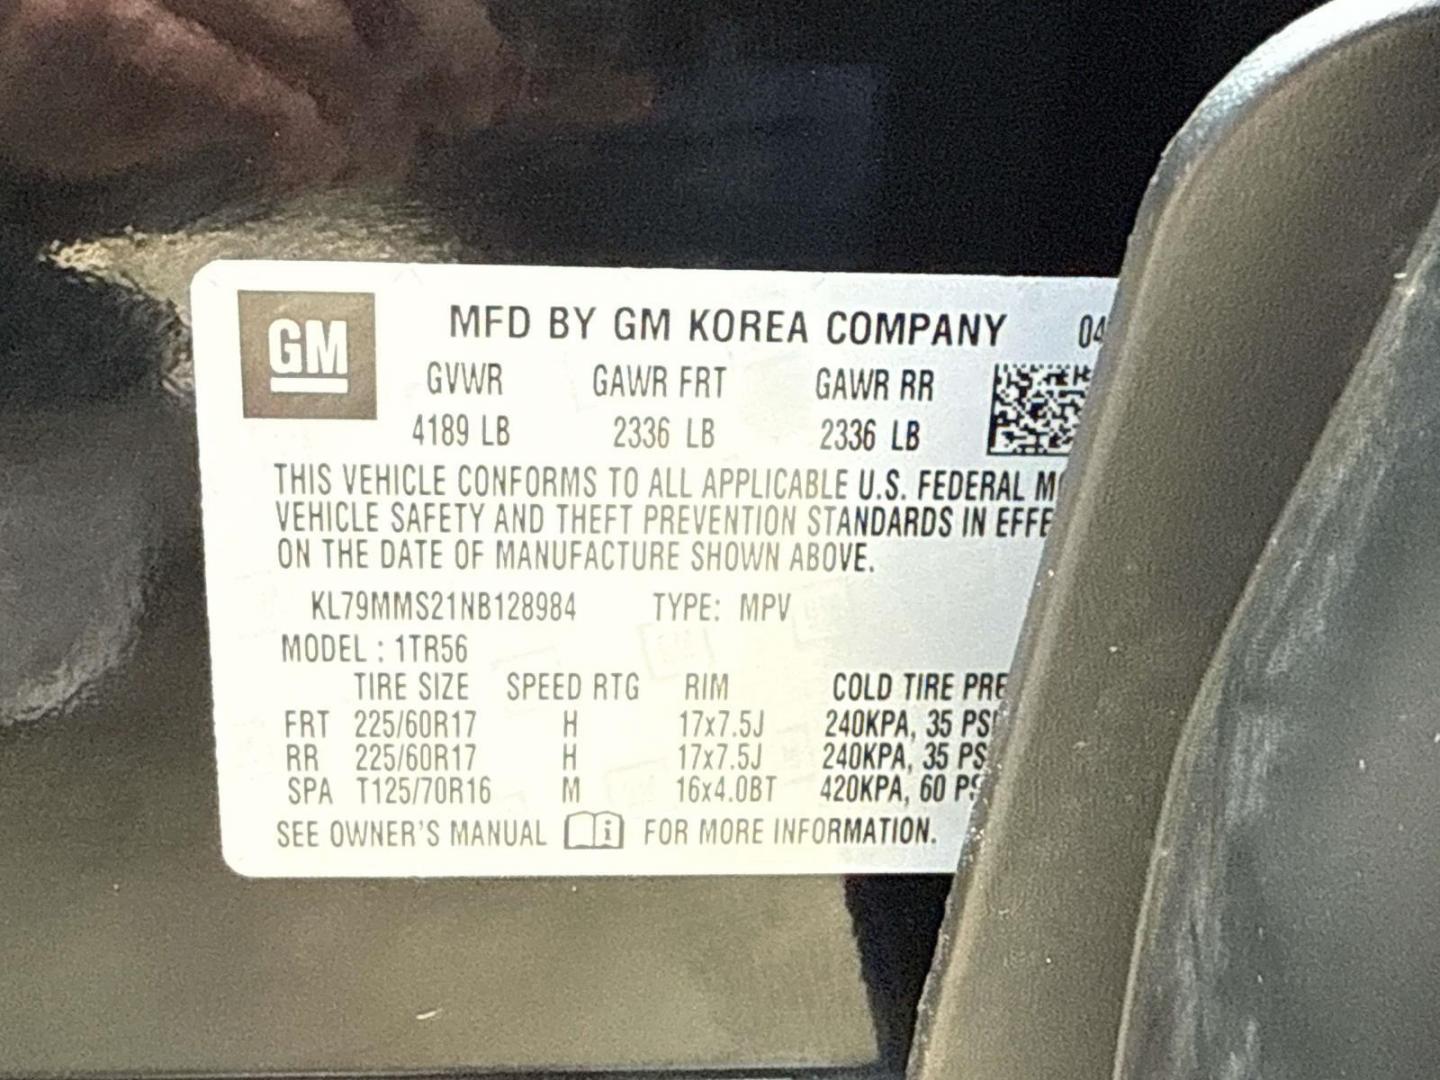 GM
MFD BY GM KOREA COMPANY 04
GVWR GAWR FRT GAWR RR
4189 LB 2336 LB 2336 LB
THIS VEHICLE CONFORMS TO ALL APPLICABLE U.S. FEDERAL
VEHICLE SAFETY AND THEFT PREVENTION STANDARDS IN
ON THE DATE OF MANUFACTURE SHOWN ABOVE.
KL79MMS21NB128984 TYPE: MPV
MODEL : 1TR56
TIRE SIZE SPEED RTG RIM COLD TIRE
FRT 225/60R17 H 17x7.5J 240KPA, 35 PSI
RR 225/60R17 H 17x7.5J 240KPA, 35 PS
SPA T125/70R16 M 16x4.0BT 420KPA, 60
SEE OWNER'S MANUAL i FOR MORE INFORMATION.